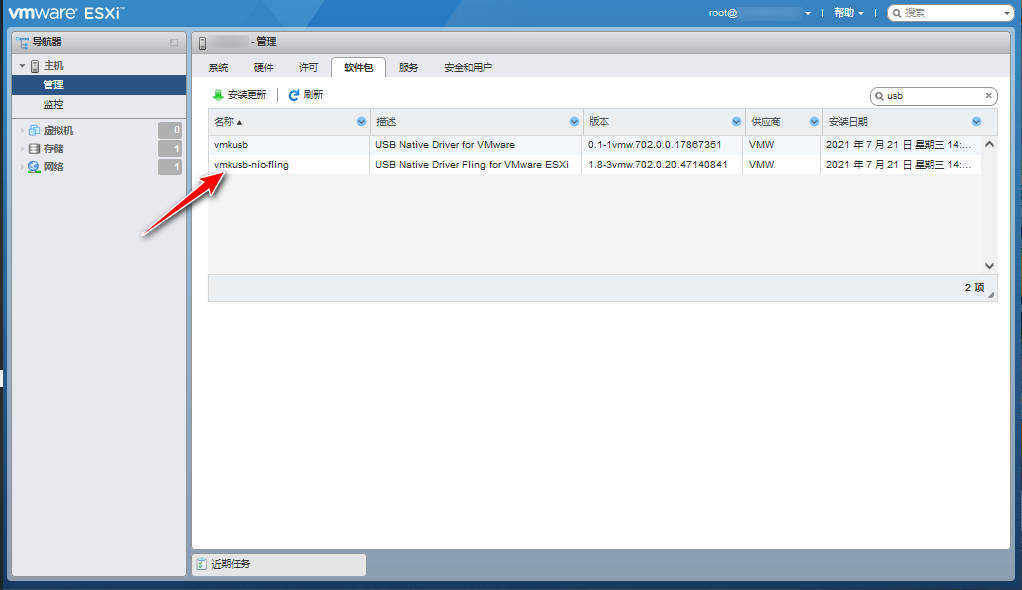 vmware ESXi™
root@
帮助
搜索
导航器
- 管理
主机
管理
监控
虚拟机 0
存储 1
网络 1
系统 硬件 许可 软件包 服务 安全和用户
安装更新 刷新
usb
名称 描述 版本 供应商 安装日期
vmkusb USB Native Driver for VMware 0.1-1vmw.702.0.0.17867351 VMW 2021 年 7 月 21 日 星期三 14:...
vmkusb-nic-fling USB Native Driver Fling for VMware ESXi 1.8-3vmw.702.0.20.47140841 VMW 2021 年 7 月 21 日 星期三 14:...
2 项
近期任务